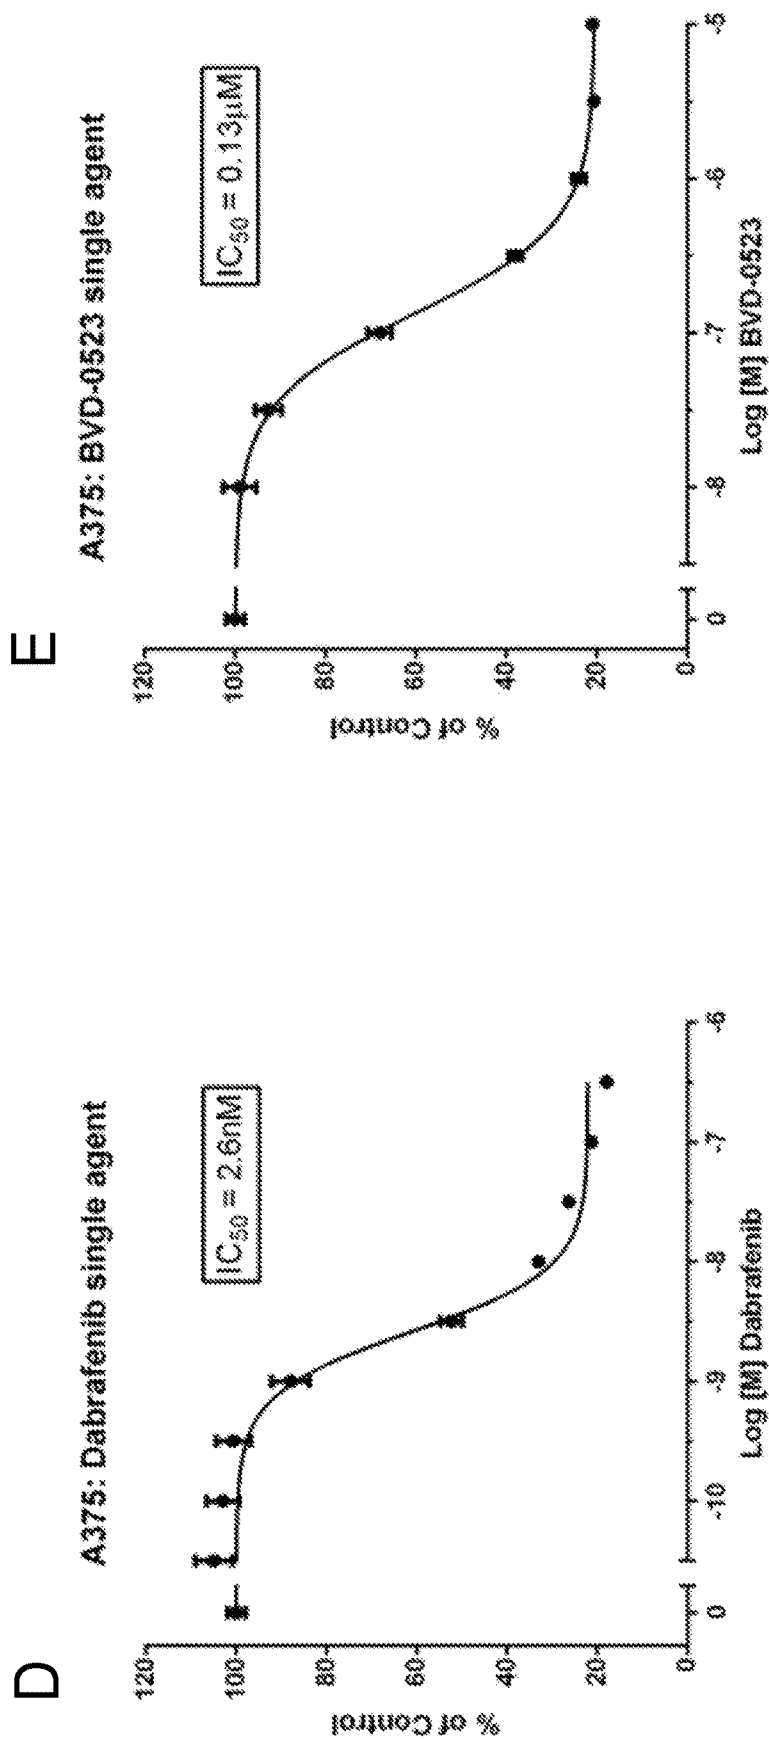 D
A375: Dabrafenib single agent
IC50 = 2.6nM
% of Control
120
100
80
60
40
20
0
0
-10
-9
-8
-7
-6
Log [M] Dabrafenib
E
A375: BVD-0523 single agent
IC50 = 0.13µM
% of Control
120
100
80
60
40
20
0
0
-8
-7
-6
-5
Log [M] BVD-0523